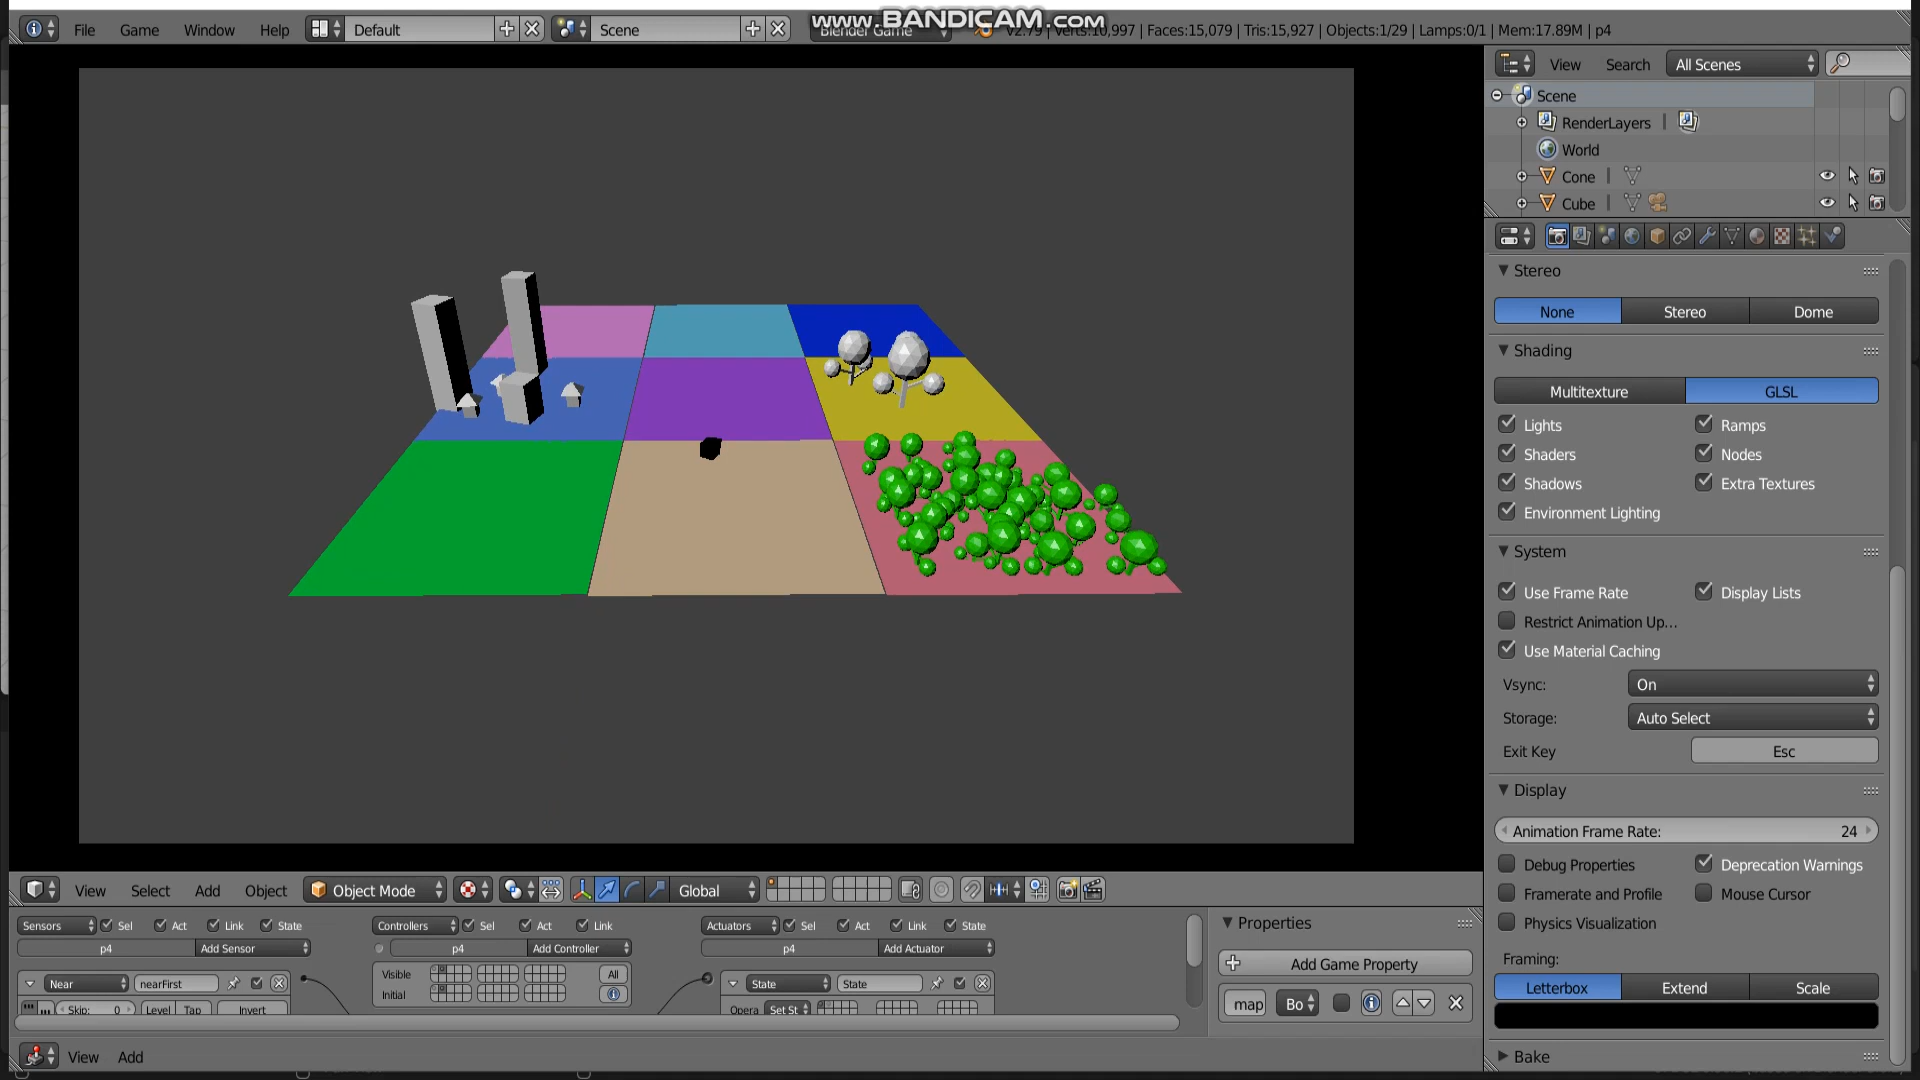 www.BANDICAM.com
File Game Window Help Default Scene Blender Game v2.79 | Verts:10,997 | Faces:15,079 | Tris:15,927 | Objects:1/29 | Lamps:0/1 | Mem:17.89M | p4
View Search All Scenes
Scene
RenderLayers |
World
Cone |
Cube |
Stereo
None Stereo Dome
Shading
Multitexture GLSL
Lights Ramps
Shaders Nodes
Shadows Extra Textures
Environment Lighting
System
Use Frame Rate Display Lists
Restrict Animation Up...
Use Material Caching
Vsync: On
Storage: Auto Select
Exit Key Esc
Display
Animation Frame Rate: 24
Debug Properties Deprecation Warnings
Framerate and Profile Mouse Cursor
Physics Visualization
Framing:
Letterbox Extend Scale
Bake
View Select Add Object Object Mode Global
Sensors Sel Act Link State Controllers Sel Act Link Actuators Sel Act Link State
p4 Add Sensor p4 Add Controller p4 Add Actuator
Near nearFirst Visible All State State
Initial
Skip: 0 Level Tap Invert Opera Set St
Properties
Add Game Property
map Bo
View Add